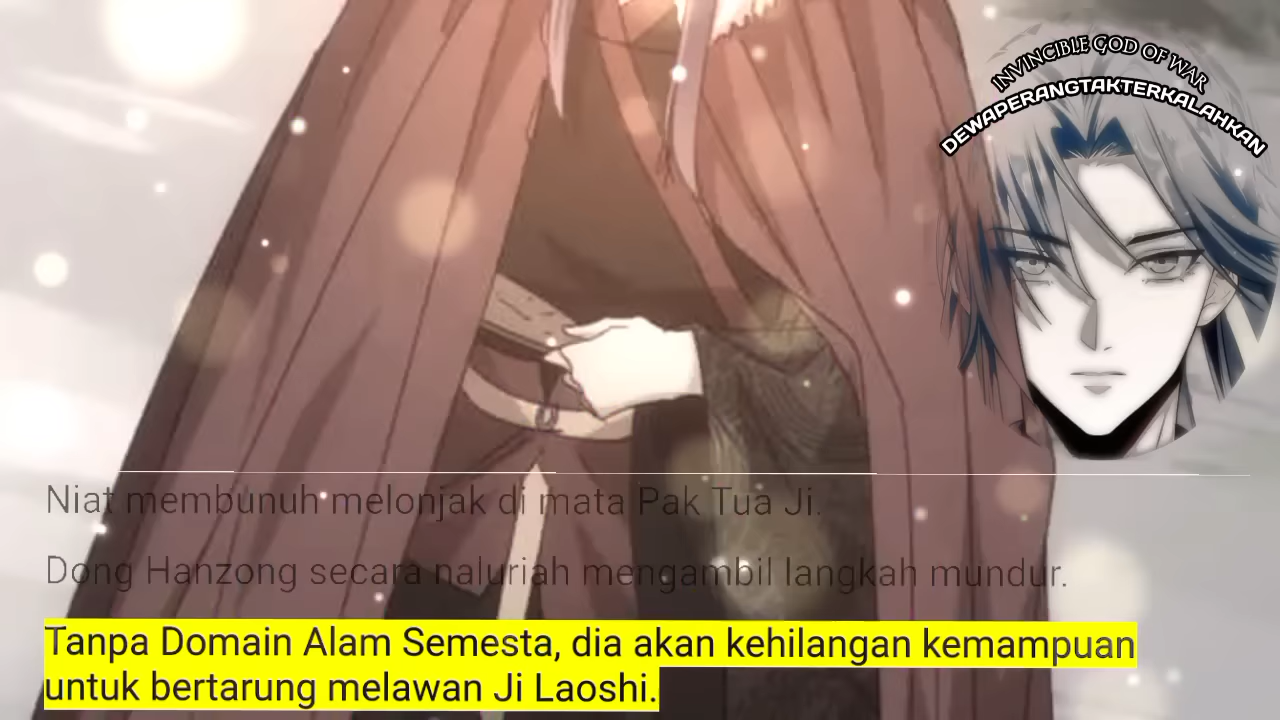 INVINCIBLE GOD OF WAR
DEWAPERANGTAKTERKALAHKAN
Niat membunuh melonjak di mata Pak Tua Ji.
Dong Hanzong secara naluriah mengambil langkah mundur.
Tanpa Domain Alam Semesta, dia akan kehilangan kemampuan
untuk bertarung melawan Ji Laoshi.